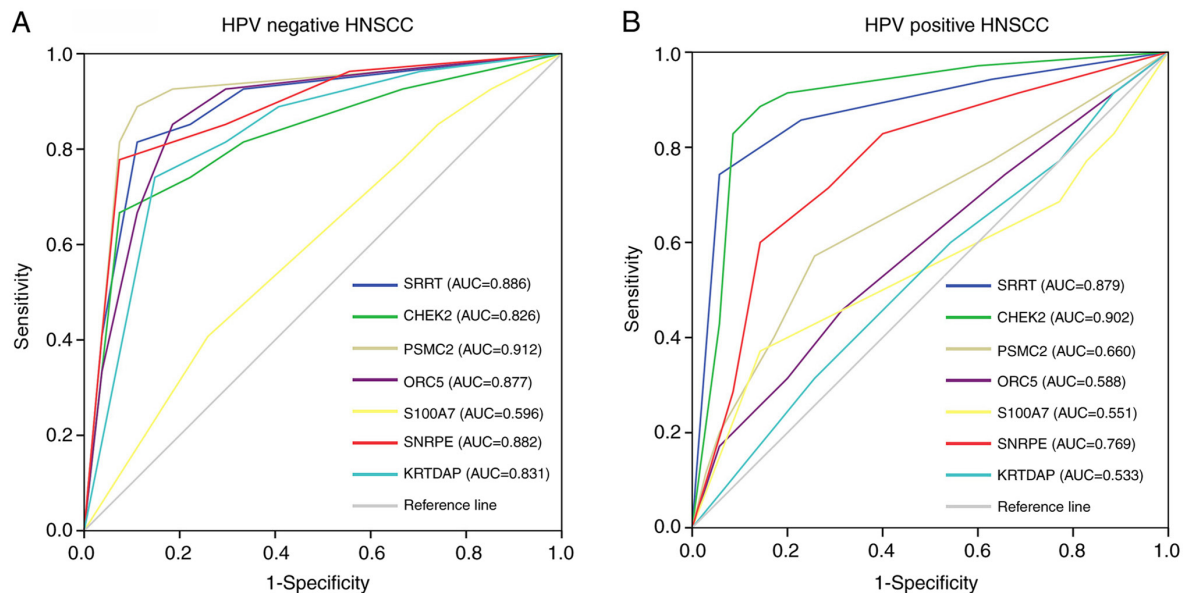 A
HPV negative HNSCC
1.0
0.8
0.6
0.4
0.2
0.0
Sensitivity
SRRT (AUC=0.886)
CHEK2 (AUC=0.826)
PSMC2 (AUC=0.912)
ORC5 (AUC=0.877)
S100A7 (AUC=0.596)
SNRPE (AUC=0.882)
KRTDAP (AUC=0.831)
Reference line
0.0 0.2 0.4 0.6 0.8 1.0
1-Specificity
B
HPV positive HNSCC
1.0
0.8
0.6
0.4
0.2
0.0
Sensitivity
SRRT (AUC=0.879)
CHEK2 (AUC=0.902)
PSMC2 (AUC=0.660)
ORC5 (AUC=0.588)
S100A7 (AUC=0.551)
SNRPE (AUC=0.769)
KRTDAP (AUC=0.533)
Reference line
0.0 0.2 0.4 0.6 0.8 1.0
1-Specificity